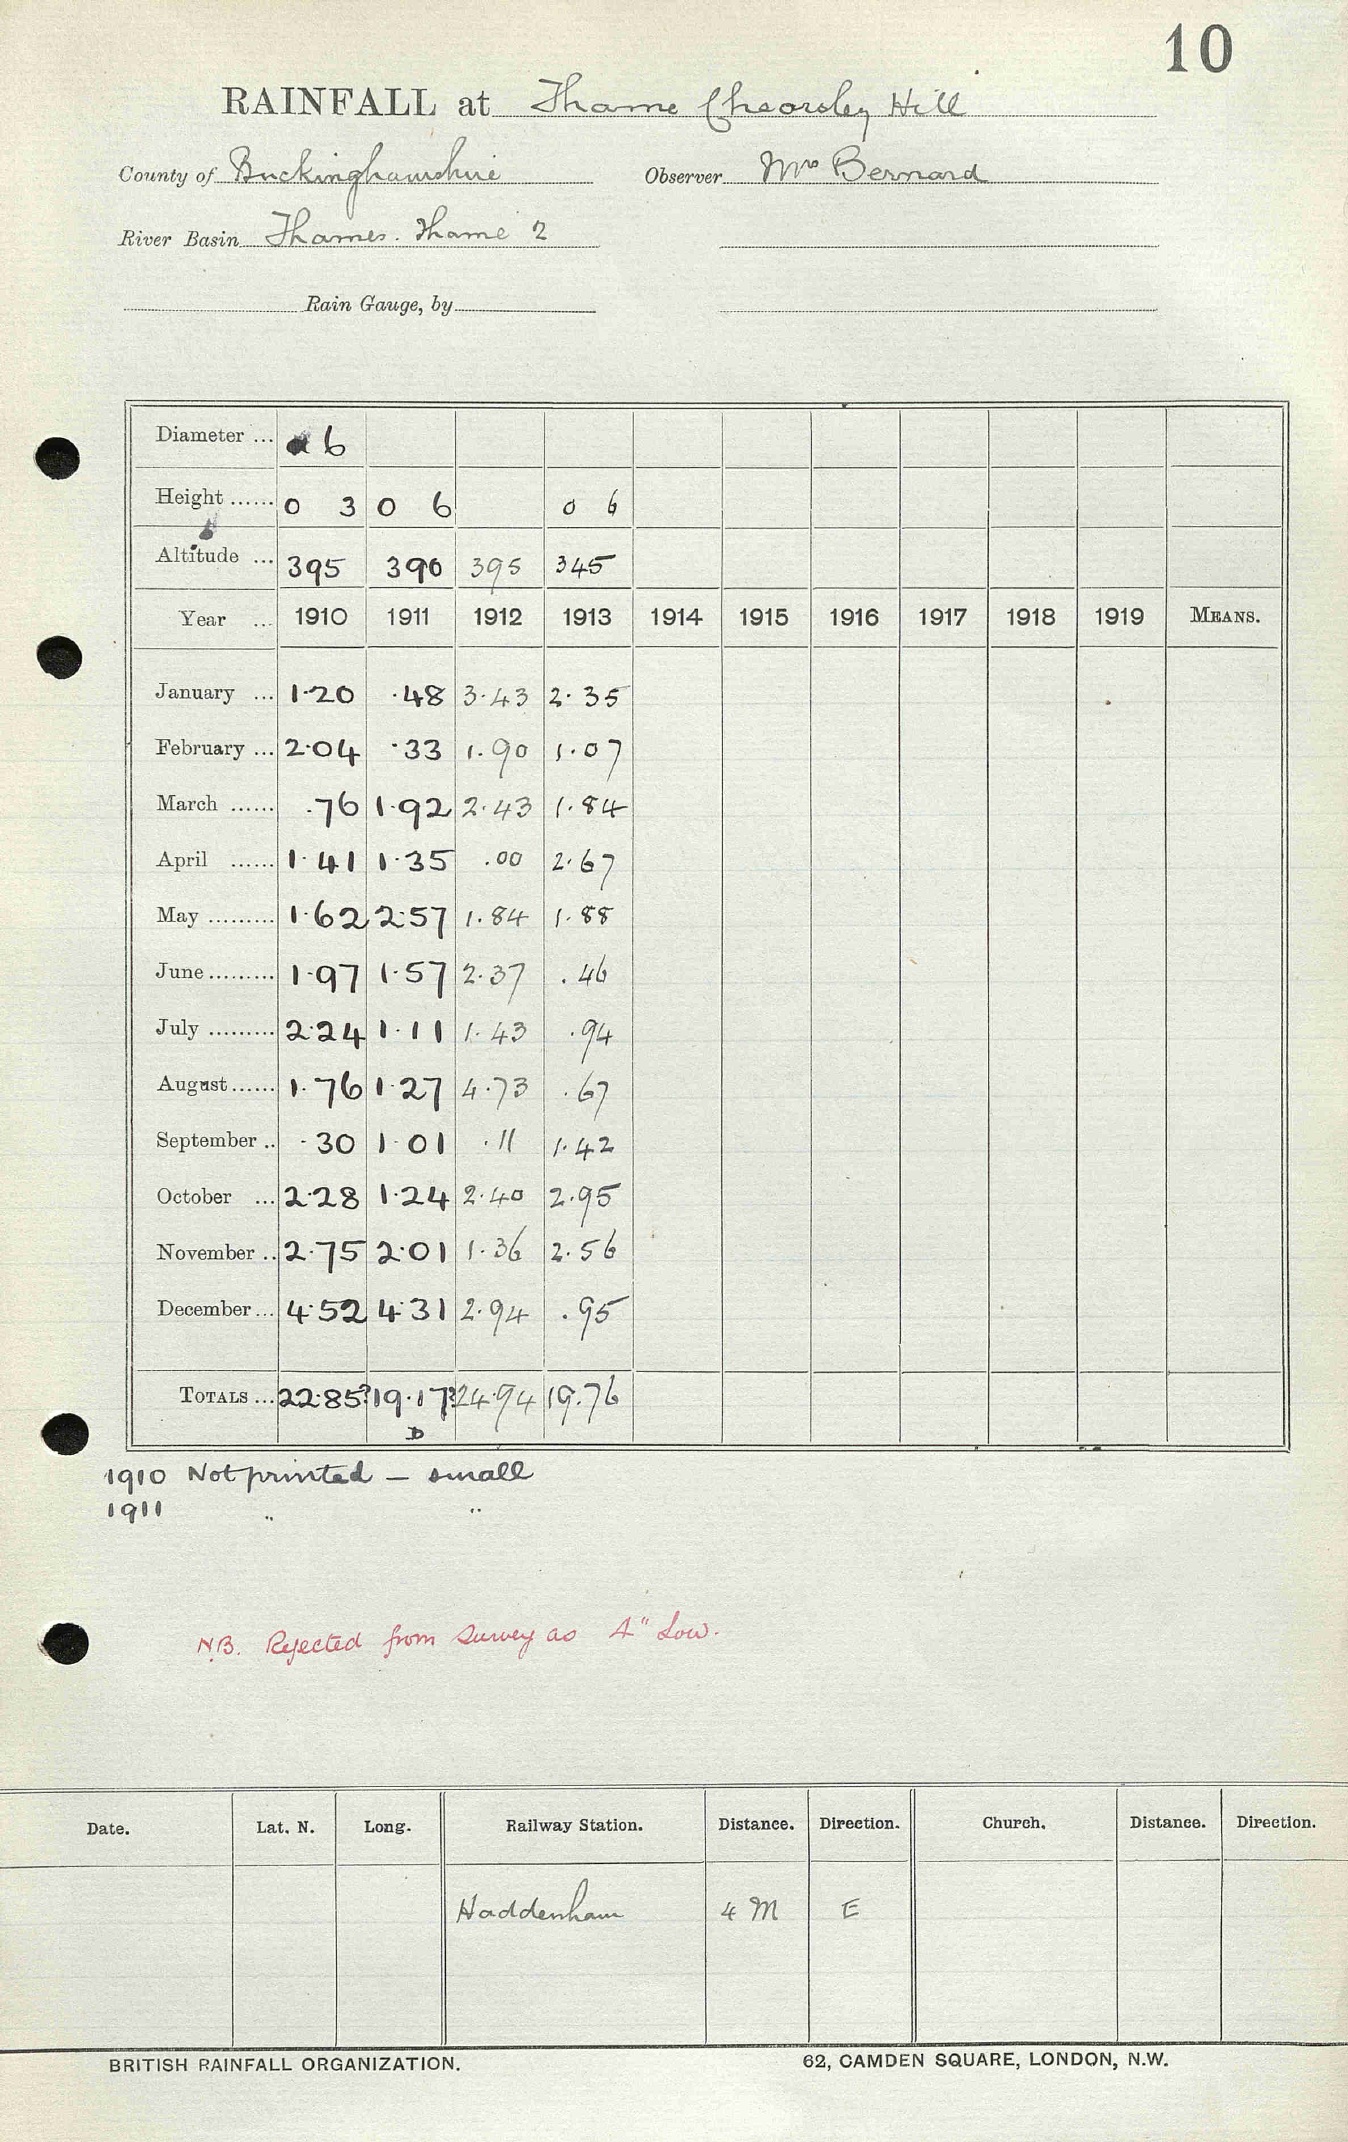 10
RAINFALL at Thame Chearsley Hill
County of Buckinghamshire Observer Mrs Bernard
River Basin Thames. Thame 2
Rain Gauge, by
Diameter ... 6
Height ...... 0 3 0 6 0 6
Altitude ... 395 390 395 345
Year ... 1910 1911 1912 1913 1914 1915 1916 1917 1918 1919 MEANS.
January ... 1.20 .48 3.43 2.35
February ... 2.04 .33 1.90 1.07
March ...... .76 1.92 2.43 1.84
April ...... 1.41 1.35 .00 2.67
May ......... 1.62 2.57 1.84 1.88
June ......... 1.97 1.57 2.37 .46
July ......... 2.24 1.11 1.43 .94
August ...... 1.76 1.27 4.73 .67
September .. .30 1.01 .11 1.42
October ... 2.28 1.24 2.40 2.95
November .. 2.75 2.01 1.36 2.56
December ... 4.52 4.31 2.94 .95
TOTALS ... 22.85? 19.17? 24.94 19.76
D
1910 Not printed - small
1911 " "
N.B. Rejected from Survey as 4" Low.
Date. Lat. N. Long. Railway Station. Distance. Direction. Church. Distance. Direction.
Haddenham 4 M E
BRITISH RAINFALL ORGANIZATION. 62, CAMDEN SQUARE, LONDON, N.W.